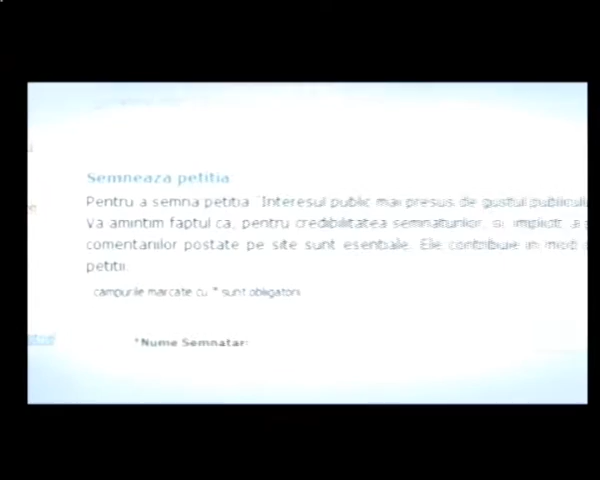 Semneaza petitia
Pentru a semna petitia "Interesul public mai presus de gustul publicului
Va amintim faptul ca, pentru credibilitatea semnaturilor, si, implicit, a
comentariilor postate pe site sunt esentiale. Ele contribuie in mod
petitii.
campurile marcate cu * sunt obligatorii
*Nume Semnatar: